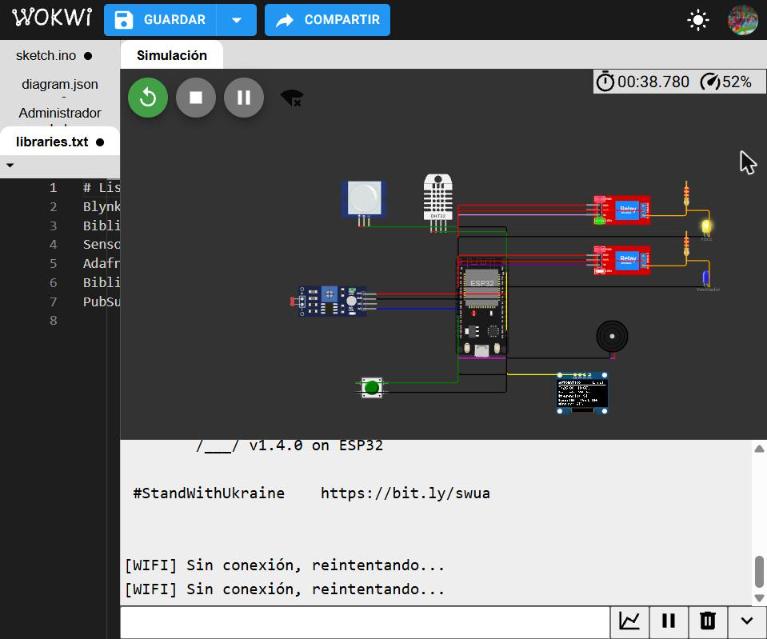 WOKWi
GUARDAR
COMPARTIR
sketch.ino ●
diagram.json
Administrador
libraries.txt ●
Simulación
00:38.780
52%
1 # Lis
2 Blynk
3 Bibli
4 Senso
5 Adafr
6 Bibli
7 PubSu
8
DHT22
Relay
Relay
ESP32
/___/ v1.4.0 on ESP32
#StandWithUkraine    https://bit.ly/swua
[WIFI] Sin conexión, reintentando...
[WIFI] Sin conexión, reintentando...